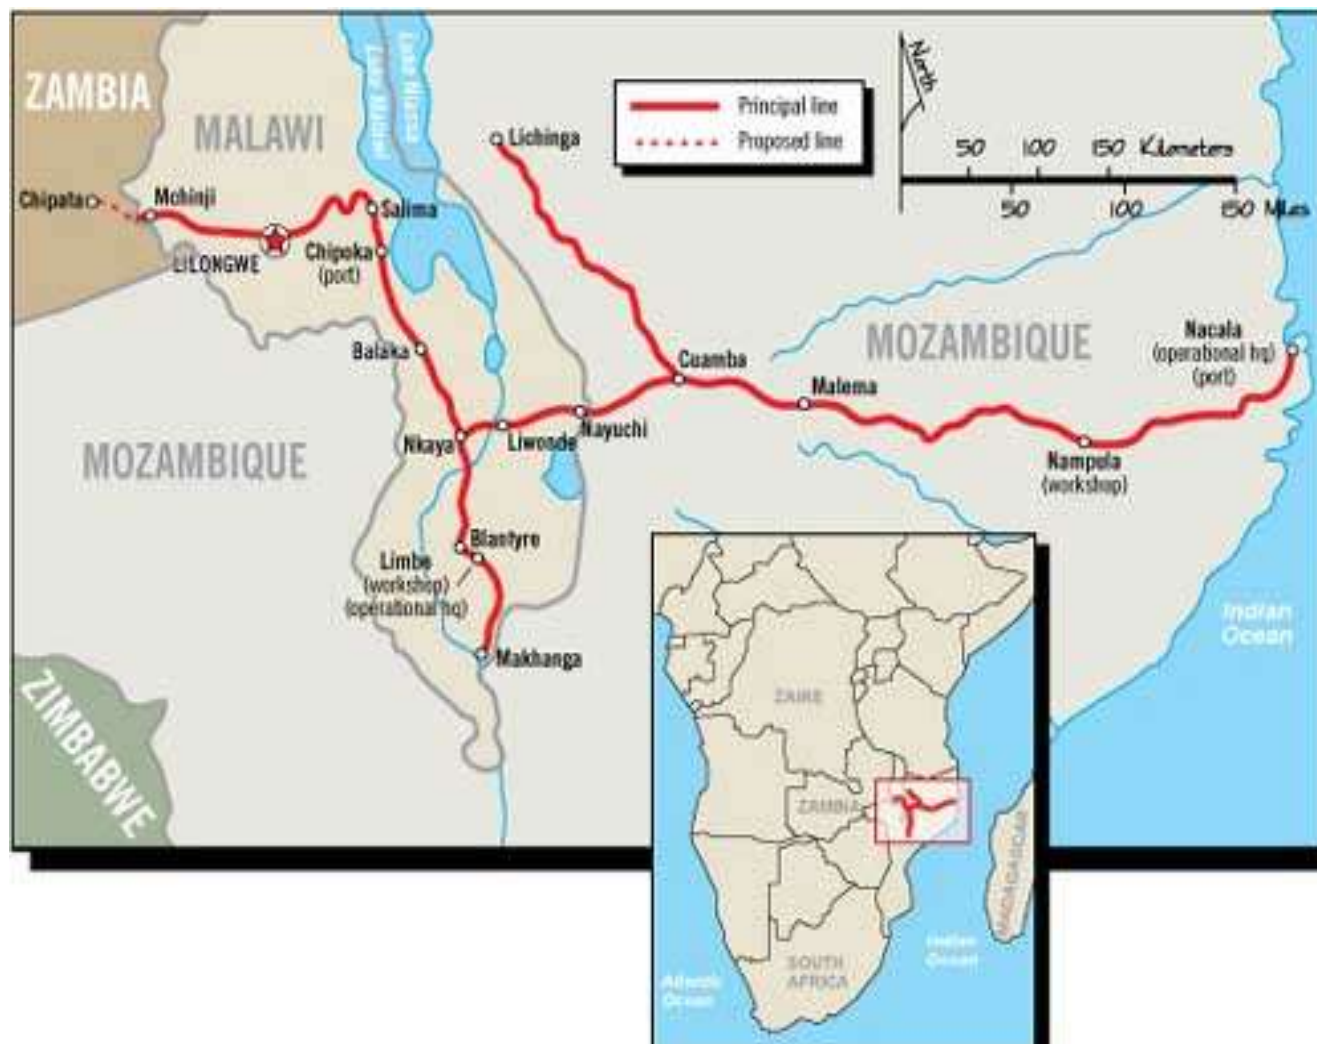 ZAMBIA
MALAWI
Lake Niassa
Lake Malawi
Principal line
Proposed line
North
50 100 150 Kilometers
50 100 150 Miles
Lichinga
Chipata
Mchinji
Salima
LILONGWE
Chipoka
(port)
Balaka
Cuamba
MOZAMBIQUE
Nacala
(operational hq)
(port)
Malema
Nkaya
Liwonde
Nayuchi
MOZAMBIQUE
Nampula
(workshop)
Blantyre
Limbe
(workshop)
(operational hq)
Makhanga
Indian
Ocean
ZIMBABWE
ZAIRE
ZAMBIA
MADAGASCAR
SOUTH
AFRICA
Indian
Ocean
Atlantic
Ocean